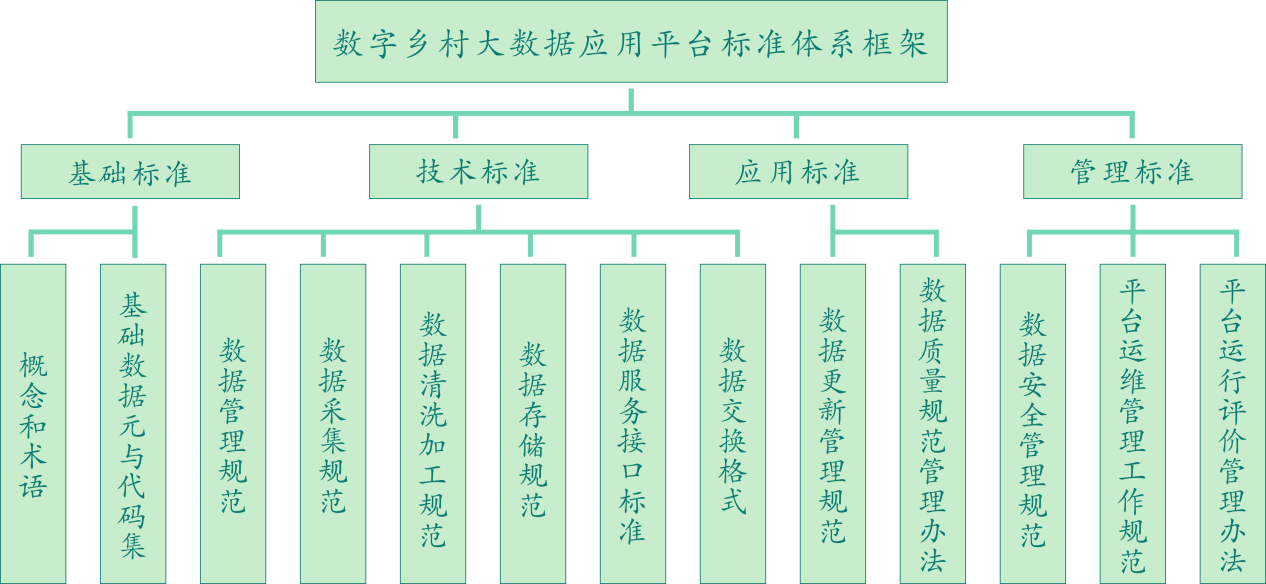 数字乡村大数据应用平台标准体系框架
基础标准
技术标准
应用标准
管理标准
概念和术语
基础数据元与代码集
数据管理规范
数据采集规范
数据清洗加工规范
数据存储规范
数据服务接口标准
数据交换格式
数据更新管理规范
数据质量规范管理办法
数据安全管理规范
平台运维管理工作规范
平台运行评价管理办法